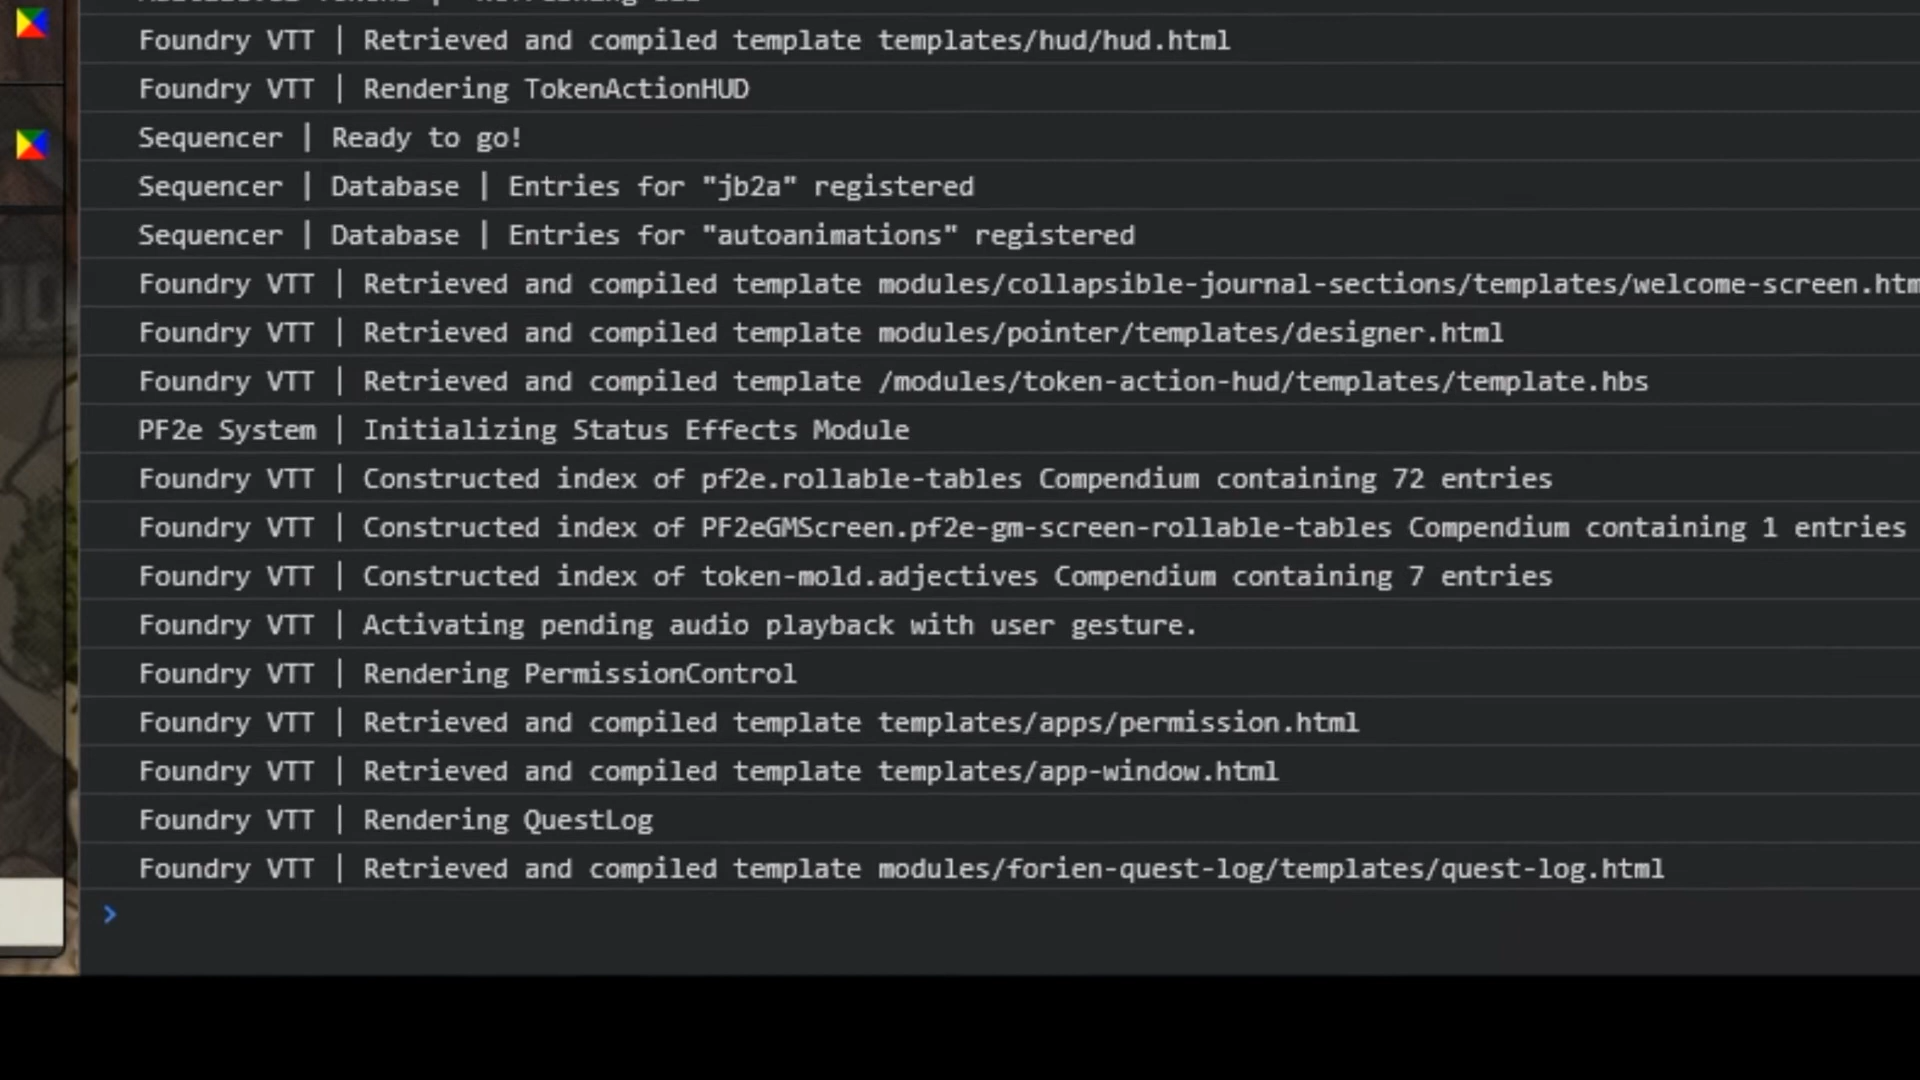 Foundry VTT | Retrieved and compiled template templates/hud/hud.html
Foundry VTT | Rendering TokenActionHUD
Sequencer | Ready to go!
Sequencer | Database | Entries for "jb2a" registered
Sequencer | Database | Entries for "autoanimations" registered
Foundry VTT | Retrieved and compiled template modules/collapsible-journal-sections/templates/welcome-screen.htm
Foundry VTT | Retrieved and compiled template modules/pointer/templates/designer.html
Foundry VTT | Retrieved and compiled template /modules/token-action-hud/templates/template.hbs
PF2e System | Initializing Status Effects Module
Foundry VTT | Constructed index of pf2e.rollable-tables Compendium containing 72 entries
Foundry VTT | Constructed index of PF2eGMScreen.pf2e-gm-screen-rollable-tables Compendium containing 1 entries
Foundry VTT | Constructed index of token-mold.adjectives Compendium containing 7 entries
Foundry VTT | Activating pending audio playback with user gesture.
Foundry VTT | Rendering PermissionControl
Foundry VTT | Retrieved and compiled template templates/apps/permission.html
Foundry VTT | Retrieved and compiled template templates/app-window.html
Foundry VTT | Rendering QuestLog
Foundry VTT | Retrieved and compiled template modules/forien-quest-log/templates/quest-log.html
>